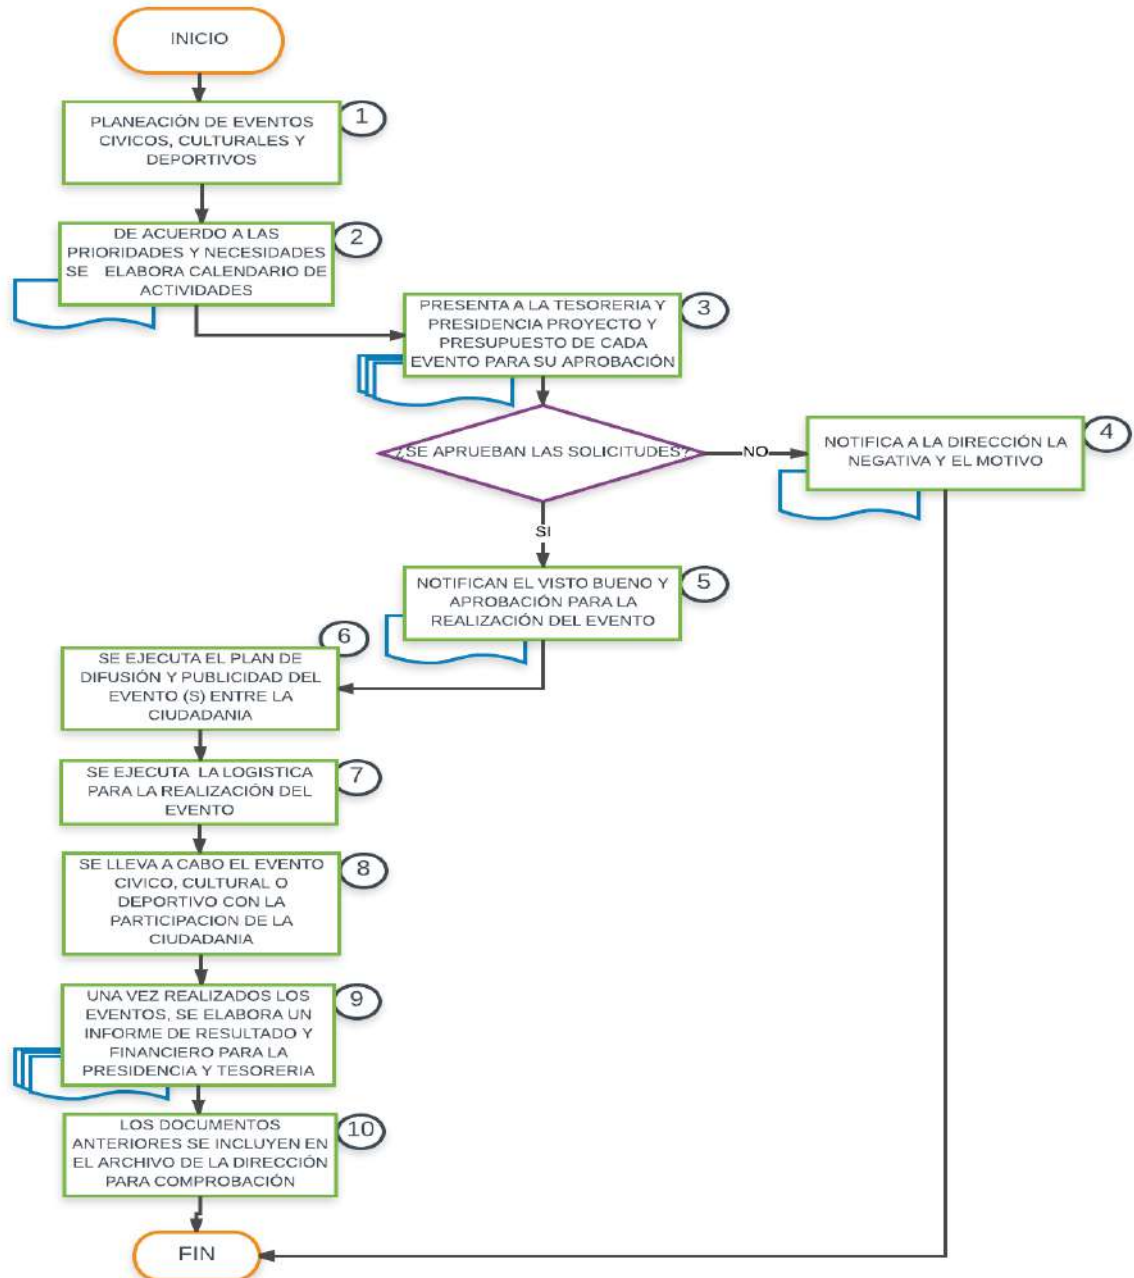 INICIO
1
PLANEACIÓN DE EVENTOS
CIVICOS, CULTURALES Y
DEPORTIVOS
2
DE ACUERDO A LAS
PRIORIDADES Y NECESIDADES
SE ELABORA CALENDARIO DE
ACTIVIDADES
3
PRESENTA A LA TESORERIA Y
PRESIDENCIA PROYECTO Y
PRESUPUESTO DE CADA
EVENTO PARA SU APROBACIÓN
¿SE APRUEBAN LAS SOLICITUDES?
NO
4
NOTIFICA A LA DIRECCIÓN LA
NEGATIVA Y EL MOTIVO
SI
5
NOTIFICAN EL VISTO BUENO Y
APROBACIÓN PARA LA
REALIZACIÓN DEL EVENTO
6
SE EJECUTA EL PLAN DE
DIFUSIÓN Y PUBLICIDAD DEL
EVENTO (S) ENTRE LA
CIUDADANIA
7
SE EJECUTA LA LOGISTICA
PARA LA REALIZACIÓN DEL
EVENTO
8
SE LLEVA A CABO EL EVENTO
CIVICO, CULTURAL O
DEPORTIVO CON LA
PARTICIPACION DE LA
CIUDADANIA
9
UNA VEZ REALIZADOS LOS
EVENTOS, SE ELABORA UN
INFORME DE RESULTADO Y
FINANCIERO PARA LA
PRESIDENCIA Y TESORERIA
10
LOS DOCUMENTOS
ANTERIORES SE INCLUYEN EN
EL ARCHIVO DE LA DIRECCIÓN
PARA COMPROBACIÓN
FIN